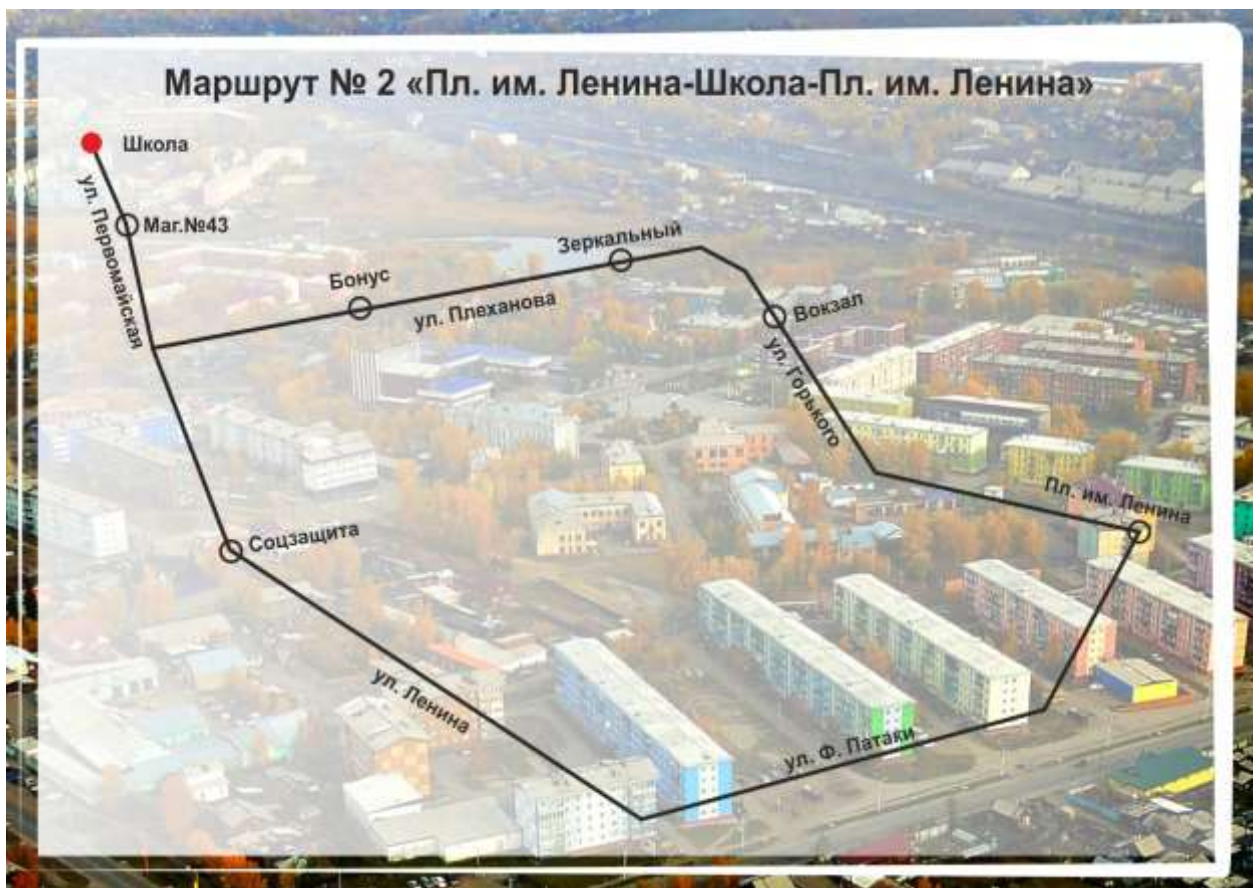 Маршрут № 2 «Пл. им. Ленина-Школа-Пл. им. Ленина»
Школа
ул. Первомайская
Маг.№43
Зеркальный
Бонус
ул. Плеханова
Вокзал
ул. Горького
Пл. им. Ленина
Соцзащита
ул. Ленина
ул. Ф. Патаки